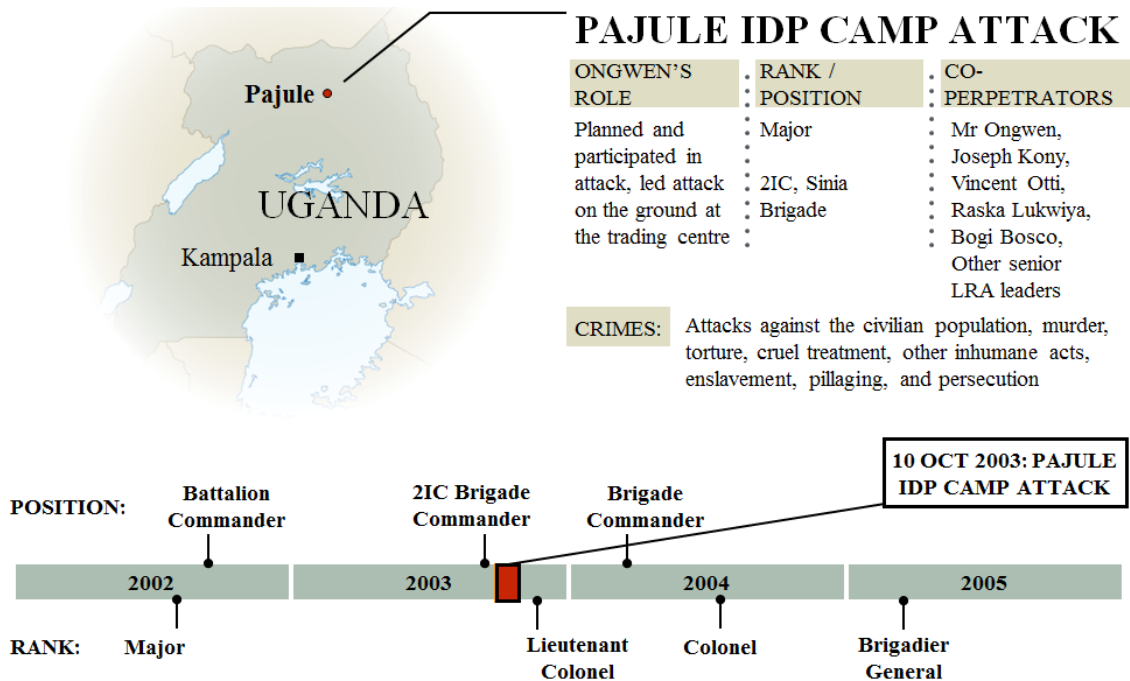 PAJULE IDP CAMP ATTACK
Pajule
UGANDA
Kampala
ONGWEN'S
ROLE
Planned and
participated in
attack, led attack
on the ground at
the trading centre
RANK /
POSITION
Major
2IC, Sinia
Brigade
CO-
PERPETRATORS
Mr Ongwen,
Joseph Kony,
Vincent Otti,
Raska Lukwiya,
Bogi Bosco,
Other senior
LRA leaders
CRIMES:
Attacks against the civilian population, murder,
torture, cruel treatment, other inhumane acts,
enslavement, pillaging, and persecution
10 OCT 2003: PAJULE
IDP CAMP ATTACK
POSITION:
Battalion
Commander
2IC Brigade
Commander
Brigade
Commander
2002
2003
2004
2005
RANK:
Major
Lieutenant
Colonel
Colonel
Brigadier
General